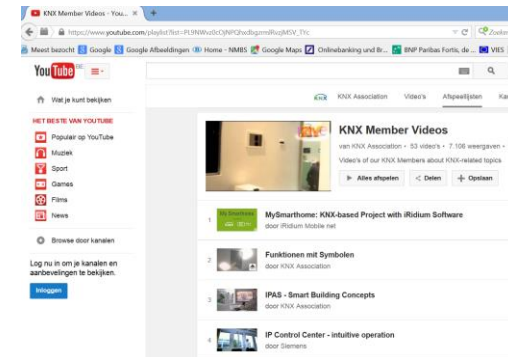 KNX Member Videos - You...
https://www.youtube.com/playlist?list=
Zoeken
Meest bezocht Google Google Afbeeldingen Home - NMBS Google Maps Onlinebanking und Br... BNP Paribas Fortis, de ... VIES
YouTube BE
KNX Association Video's Afspeellijsten
Wat je kunt bekijken
HET BESTE VAN YOUTUBE
Populair op YouTube
Muziek
Sport
Games
Films
News
Browse door kanalen
Log nu in om je kanalen en
aanbevelingen te bekijken.
Inloggen
KNX Member Videos
van KNX Association • 53 video's • 7.106 weergaven •
Video's of our KNX Members about KNX-related topics
Alles afspelen Delen Opslaan
1 MySmarthome: KNX-based Project with iRidium Software
door iRidium Mobile net
2 Funktionen mit Symbolen
door KNX Association
3 IPAS - Smart Building Concepts
door KNX Association
4 IP Control Center - intuitive operation
door Siemens